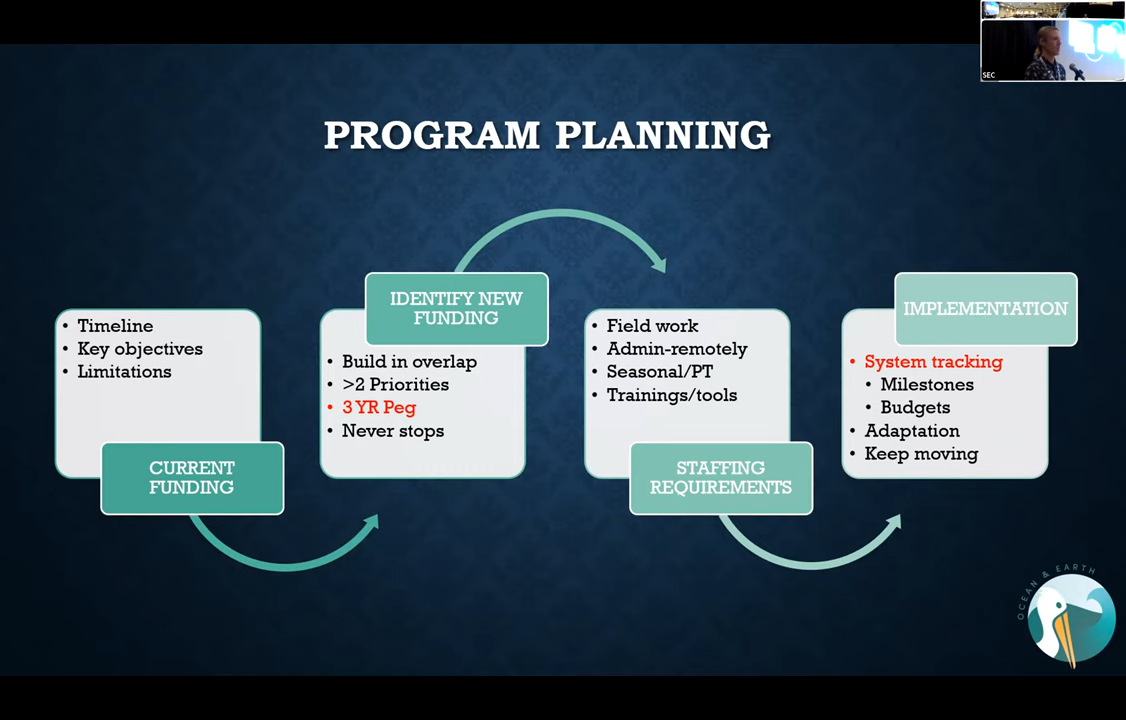 SEC
PROGRAM PLANNING
• Timeline
• Key objectives
• Limitations
CURRENT
FUNDING
IDENTIFY NEW
FUNDING
• Build in overlap
• >2 Priorities
• 3 YR Peg
• Never stops
• Field work
• Admin-remotely
• Seasonal/PT
• Trainings/tools
STAFFING
REQUIREMENTS
IMPLEMENTATION
• System tracking
• Milestones
• Budgets
• Adaptation
• Keep moving
OCEAN & EARTH